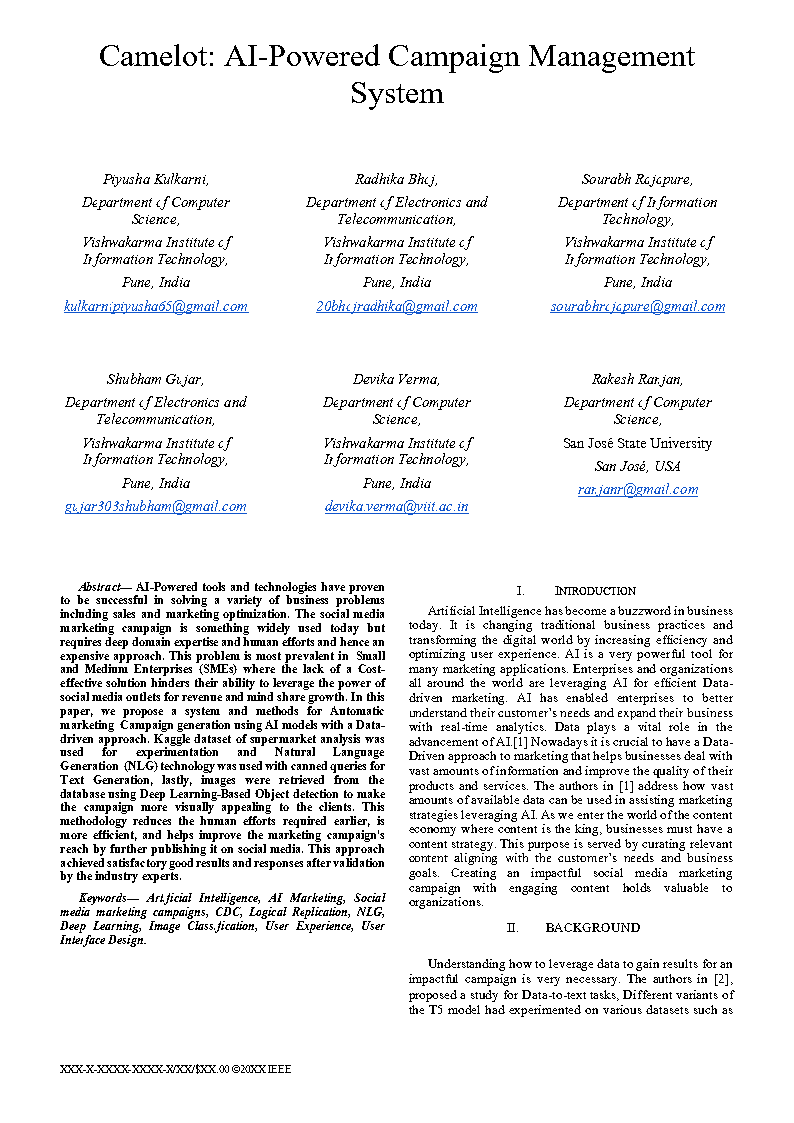 Camelot: AI-Powered Campaign Management
System
Piyusha Kulkarni,
Department of Computer
Science,
Vishwakarma Institute of
Information Technology,
Pune, India
kulkarnipiyusha65@gmail.com
Radhika Bhoj,
Department of Electronics and
Telecommunication,
Vishwakarma Institute of
Information Technology,
Pune, India
20bhojradhika@gmail.com
Sourabh Rajapure,
Department of Information
Technology,
Vishwakarma Institute of
Information Technology,
Pune, India
sourabhrajapure@gmail.com
Shubham Gujar,
Department of Electronics and
Telecommunication,
Vishwakarma Institute of
Information Technology,
Pune, India
gujar303shubham@gmail.com
Devika Verma,
Department of Computer
Science,
Vishwakarma Institute of
Information Technology,
Pune, India
devika.verma@viit.ac.in
Rakesh Ranjan,
Department of Computer
Science,
San José State University
San José, USA
ranjanr@gmail.com
Abstract— AI-Powered tools and technologies have proven
to be successful in solving a variety of business problems
including sales and marketing optimization. The social media
marketing campaign is something widely used today but
requires deep domain expertise and human efforts and hence an
expensive approach. This problem is most prevalent in Small
and Medium Enterprises (SMEs) where the lack of a Cost-
effective solution hinders their ability to leverage the power of
social media outlets for revenue and mind share growth. In this
paper, we propose a system and methods for Automatic
marketing Campaign generation using AI models with a Data-
driven approach. Kaggle dataset of supermarket analysis was
used for experimentation and Natural Language
Generation (NLG) technology was used with canned queries for
Text Generation, lastly, images were retrieved from the
database using Deep Learning-Based Object detection to make
the campaign more visually appealing to the clients. This
methodology reduces the human efforts required earlier, is
more efficient, and helps improve the marketing campaign's
reach by further publishing it on social media. This approach
achieved satisfactory good results and responses after validation
by the industry experts.
Keywords— Artificial Intelligence, AI Marketing, Social
media marketing campaigns, CDC, Logical Replication, NLG,
Deep Learning, Image Classification, User Experience, User
Interface Design.
I. INTRODUCTION
Artificial Intelligence has become a buzzword in business
today. It is changing traditional business practices and
transforming the digital world by increasing efficiency and
optimizing user experience. AI is a very powerful tool for
many marketing applications. Enterprises and organizations
all around the world are leveraging AI for efficient Data-
driven marketing. AI has enabled enterprises to better
understand their customer's needs and expand their business
with real-time analytics. Data plays a vital role in the
advancement of AI.[1] Nowadays it is crucial to have a Data-
Driven approach to marketing that helps businesses deal with
vast amounts of information and improve the quality of their
products and services. The authors in [1] address how vast
amounts of available data can be used in assisting marketing
strategies leveraging AI. As we enter the world of the content
economy where content is the king, businesses must have a
content strategy. This purpose is served by curating relevant
content aligning with the customer's needs and business
goals. Creating an impactful social media marketing
campaign with engaging content holds valuable to
organizations.
II. BACKGROUND
Understanding how to leverage data to gain results for an
impactful campaign is very necessary. The authors in [2],
proposed a study for Data-to-text tasks, Different variants of
the T5 model had experimented on various datasets such as
XXX-X-XXXX-XXXX-X/XX/$XX.00 ©20XX IEEE